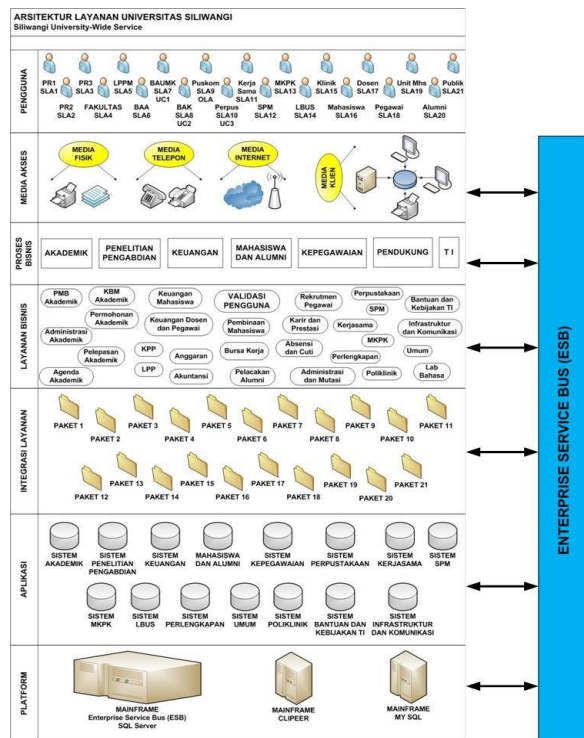 ARSITEKTUR LAYANAN UNIVERSITAS SILIWANGI
Siliwangi University-Wide Service
PENGGUNA
PR1
SLA1
PR3
SLA3
LPPM
SLA5
BAUMK
SLA7
UC1
Puskom
SLA9
OLA
Kerja
Sama
SLA11
MKPK
SLA13
Klinik
SLA15
Dosen
SLA17
Unit Mhs
SLA19
Publik
SLA21
PR2
SLA2
FAKULTAS
SLA4
BAA
SLA6
BAK
SLA8
UC2
Perpus
SLA10
UC3
SPM
SLA12
LBUS
SLA14
Mahasiswa
SLA16
Pegawai
SLA18
Alumni
SLA20
MEDIA AKSES
MEDIA
FISIK
MEDIA
TELEPON
MEDIA
INTERNET
MEDIA
KLIEN
PROSES
BISNIS
AKADEMIK
PENELITIAN
PENGABDIAN
KEUANGAN
MAHASISWA
DAN ALUMNI
KEPEGAWAIAN
PENDUKUNG
T I
LAYANAN BISNIS
PMB
Akademik
KBM
Akademik
Keuangan
Mahasiswa
VALIDASI
PENGGUNA
Rekrutmen
Pegawai
Perpustakaan
SPM
Bantuan dan
Kebijakan TI
Permohonan
Akademik
Administrasi
Akademik
Keuangan Dosen
dan Pegawai
Pembinaan
Mahasiswa
Karir dan
Prestasi
Kerjasama
Infrastruktur
dan Komunikasi
MKPK
Pelepasan
Akademik
KPP
Anggaran
Bursa Kerja
Absensi
dan Cuti
Perlengkapan
Umum
Agenda
Akademik
LPP
Akuntansi
Pelacakan
Alumni
Administrasi
dan Mutasi
Poliklinik
Lab
Bahasa
INTEGRASI LAYANAN
PAKET 1
PAKET 2
PAKET 3
PAKET 4
PAKET 5
PAKET 6
PAKET 7
PAKET 8
PAKET 9
PAKET 10
PAKET 11
PAKET 12
PAKET 13
PAKET 14
PAKET 15
PAKET 16
PAKET 17
PAKET 18
PAKET 19
PAKET 20
PAKET 21
APLIKASI
SISTEM
AKADEMIK
SISTEM
PENELITIAN
PENGABDIAN
SISTEM
KEUANGAN
MAHASISWA
DAN ALUMNI
SISTEM
KEPEGAWAIAN
SISTEM
PERPUSTAKAAN
SISTEM
KERJASAMA
SISTEM
SPM
SISTEM
MKPK
SISTEM
LBUS
SISTEM
PERLENGKAPAN
SISTEM
UMUM
SISTEM
POLIKLINIK
SISTEM
BANTUAN DAN
KEBIJAKAN TI
SISTEM
INFRASTRUKTUR
DAN KOMUNIKASI
PLATFORM
MAINFRAME
Enterprise Service Bus (ESB)
SQL Server
MAINFRAME
CLIPEER
MAINFRAME
MY SQL
ENTERPRISE SERVICE BUS (ESB)